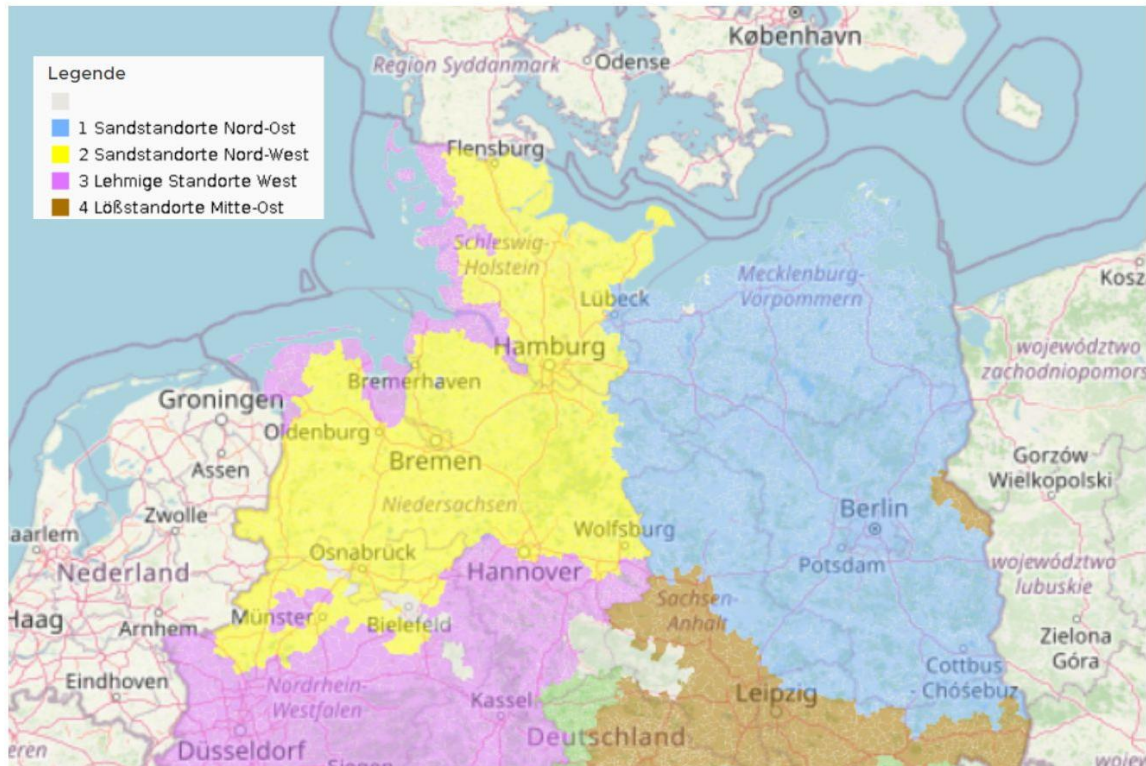 København
Region Syddanmark
Odense
Legende
1 Sandstandorte Nord-Ost
2 Sandstandorte Nord-West
3 Lehmige Standorte West
4 Lößstandorte Mitte-Ost
Flensburg
Schleswig-
Holstein
Mecklenburg-
Vorpommern
Kosz
Lübeck
Hamburg
województwo
zachodniopomors
Bremerhaven
Groningen
Oldenburg
Bremen
Assen
Gorzów
Wielkopolski
Niedersachsen
Berlin
Zwolle
Wolfsburg
aarlem
Osnabrück
Potsdam
Nederland
Hannover
województwo
lubuskie
Sachsen-
Anhalt
Haag
Arnhem
Münster
Bielefeld
Zielona
Góra
Cottbus
- Chóśebuz
Eindhoven
Nordrhein-
Westfalen
Kassel
Leipzig
Düsseldorf
Deutschland
eren
Siegen